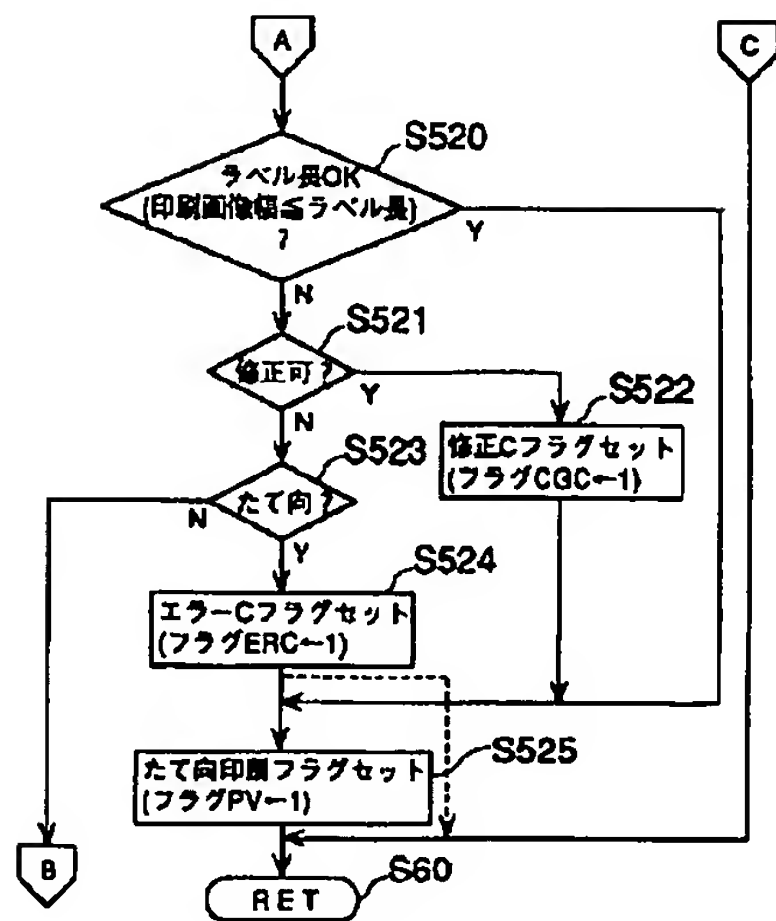 A
C
S520
ラベル長OK
(印刷画像幅≦ラベル長)
?
Y
N
S521
修正可?
Y
N
S522
修正Cフラグセット
(フラグCGC←1)
S523
たて向?
N
Y
S524
エラーCフラグセット
(フラグERC←1)
S525
たて向印刷フラグセット
(フラグPV←1)
B
S60
RET